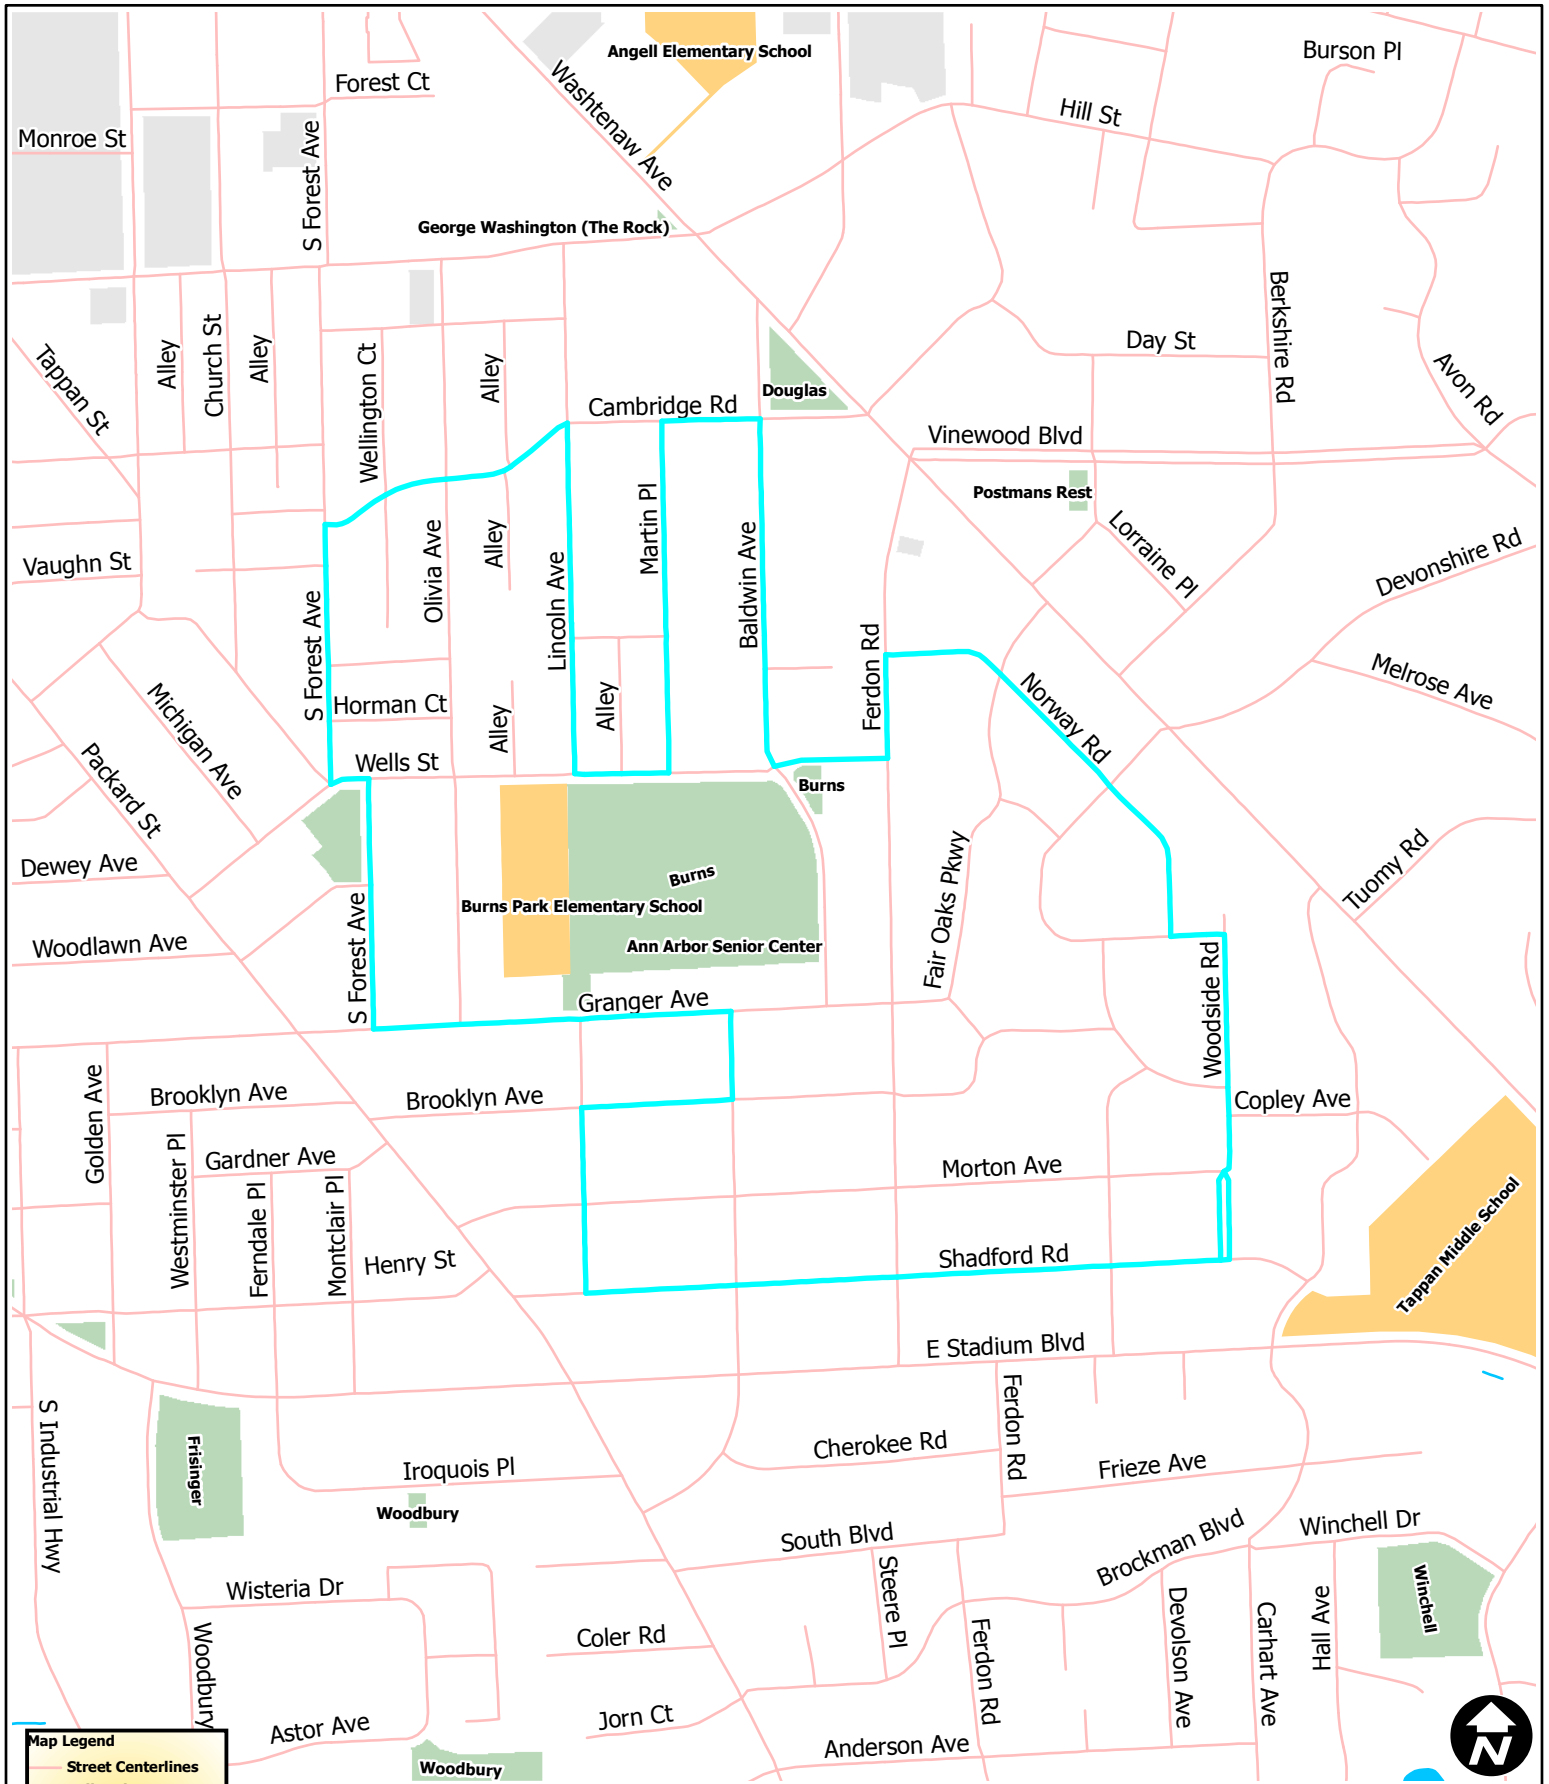 Angell Elementary School
Burson Pl
Forest Ct
Washtenaw Ave
Hill St
Monroe St
S Forest Ave
George Washington (The Rock)
Berkshire Rd
Day St
Tappan St
Alley
Church St
Alley
Wellington Ct
Alley
Douglas
Avon Rd
Cambridge Rd
Vinewood Blvd
Postmans Rest
Martin Pl
Vaughn St
Olivia Ave
Alley
Lincoln Ave
Baldwin Ave
Lorraine Pl
Devonshire Rd
S Forest Ave
Ferdon Rd
Melrose Ave
Michigan Ave
Horman Ct
Alley
Alley
Norway Rd
Packard St
Wells St
Burns
Dewey Ave
Burns
Fair Oaks Pkwy
Tuomy Rd
Burns Park Elementary School
Woodlawn Ave
S Forest Ave
Ann Arbor Senior Center
Granger Ave
Woodside Rd
Golden Ave
Brooklyn Ave
Brooklyn Ave
Copley Ave
Westminster Pl
Gardner Ave
Morton Ave
Ferndale Pl
Montclair Pl
Henry St
Shadford Rd
Tappan Middle School
E Stadium Blvd
S Industrial Hwy
Frisinger
Iroquois Pl
Cherokee Rd
Ferdon Rd
Frieze Ave
Woodbury
South Blvd
Brockman Blvd
Winchell Dr
Wisteria Dr
Steere Pl
Winchell
Woodbury
Coler Rd
Ferdon Rd
Devolson Ave
Carhart Ave
Hall Ave
Astor Ave
Jorn Ct
Anderson Ave
Woodbury
Map Legend
Street Centerlines
N